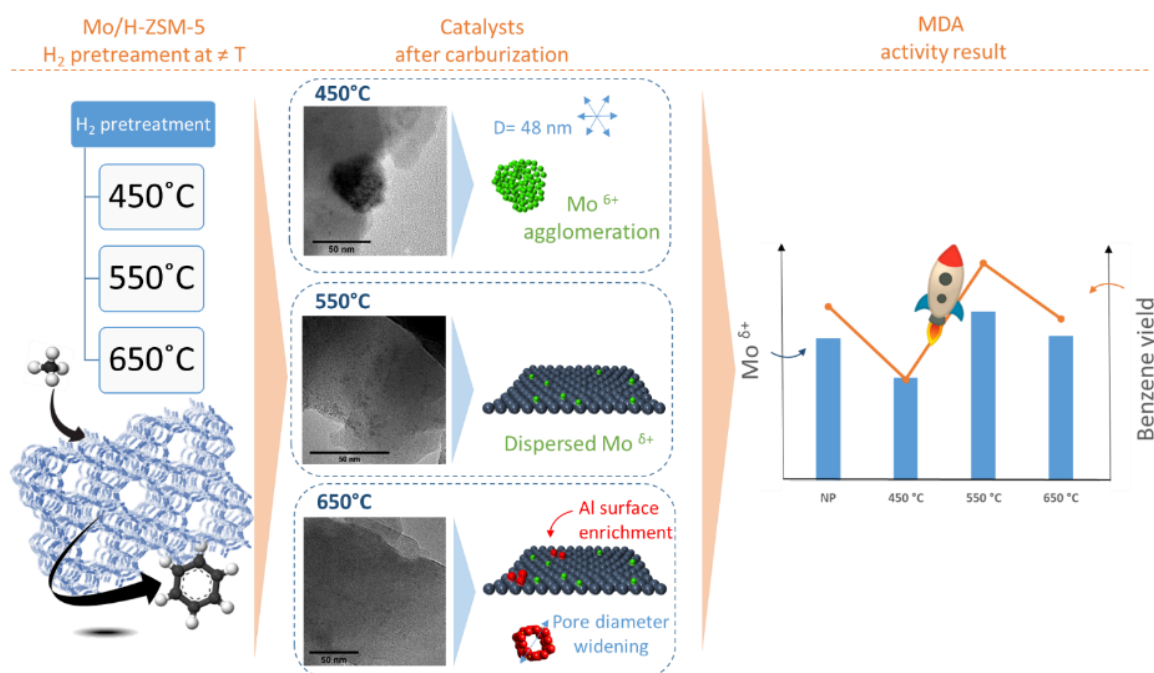 Mo/H-ZSM-5
H₂ pretreament at ≠ T
Catalysts
after carburization
MDA
activity result
H₂ pretreatment
450˚C
550˚C
650˚C
450°C
50 nm
D= 48 nm
Mo ⁶⁺
agglomeration
550°C
50 nm
Dispersed Mo ᵟ⁺
650°C
50 nm
Al surface
enrichment
Pore diameter
widening
Mo ᵟ⁺
Benzene yield
NP
450 °C
550 °C
650 °C